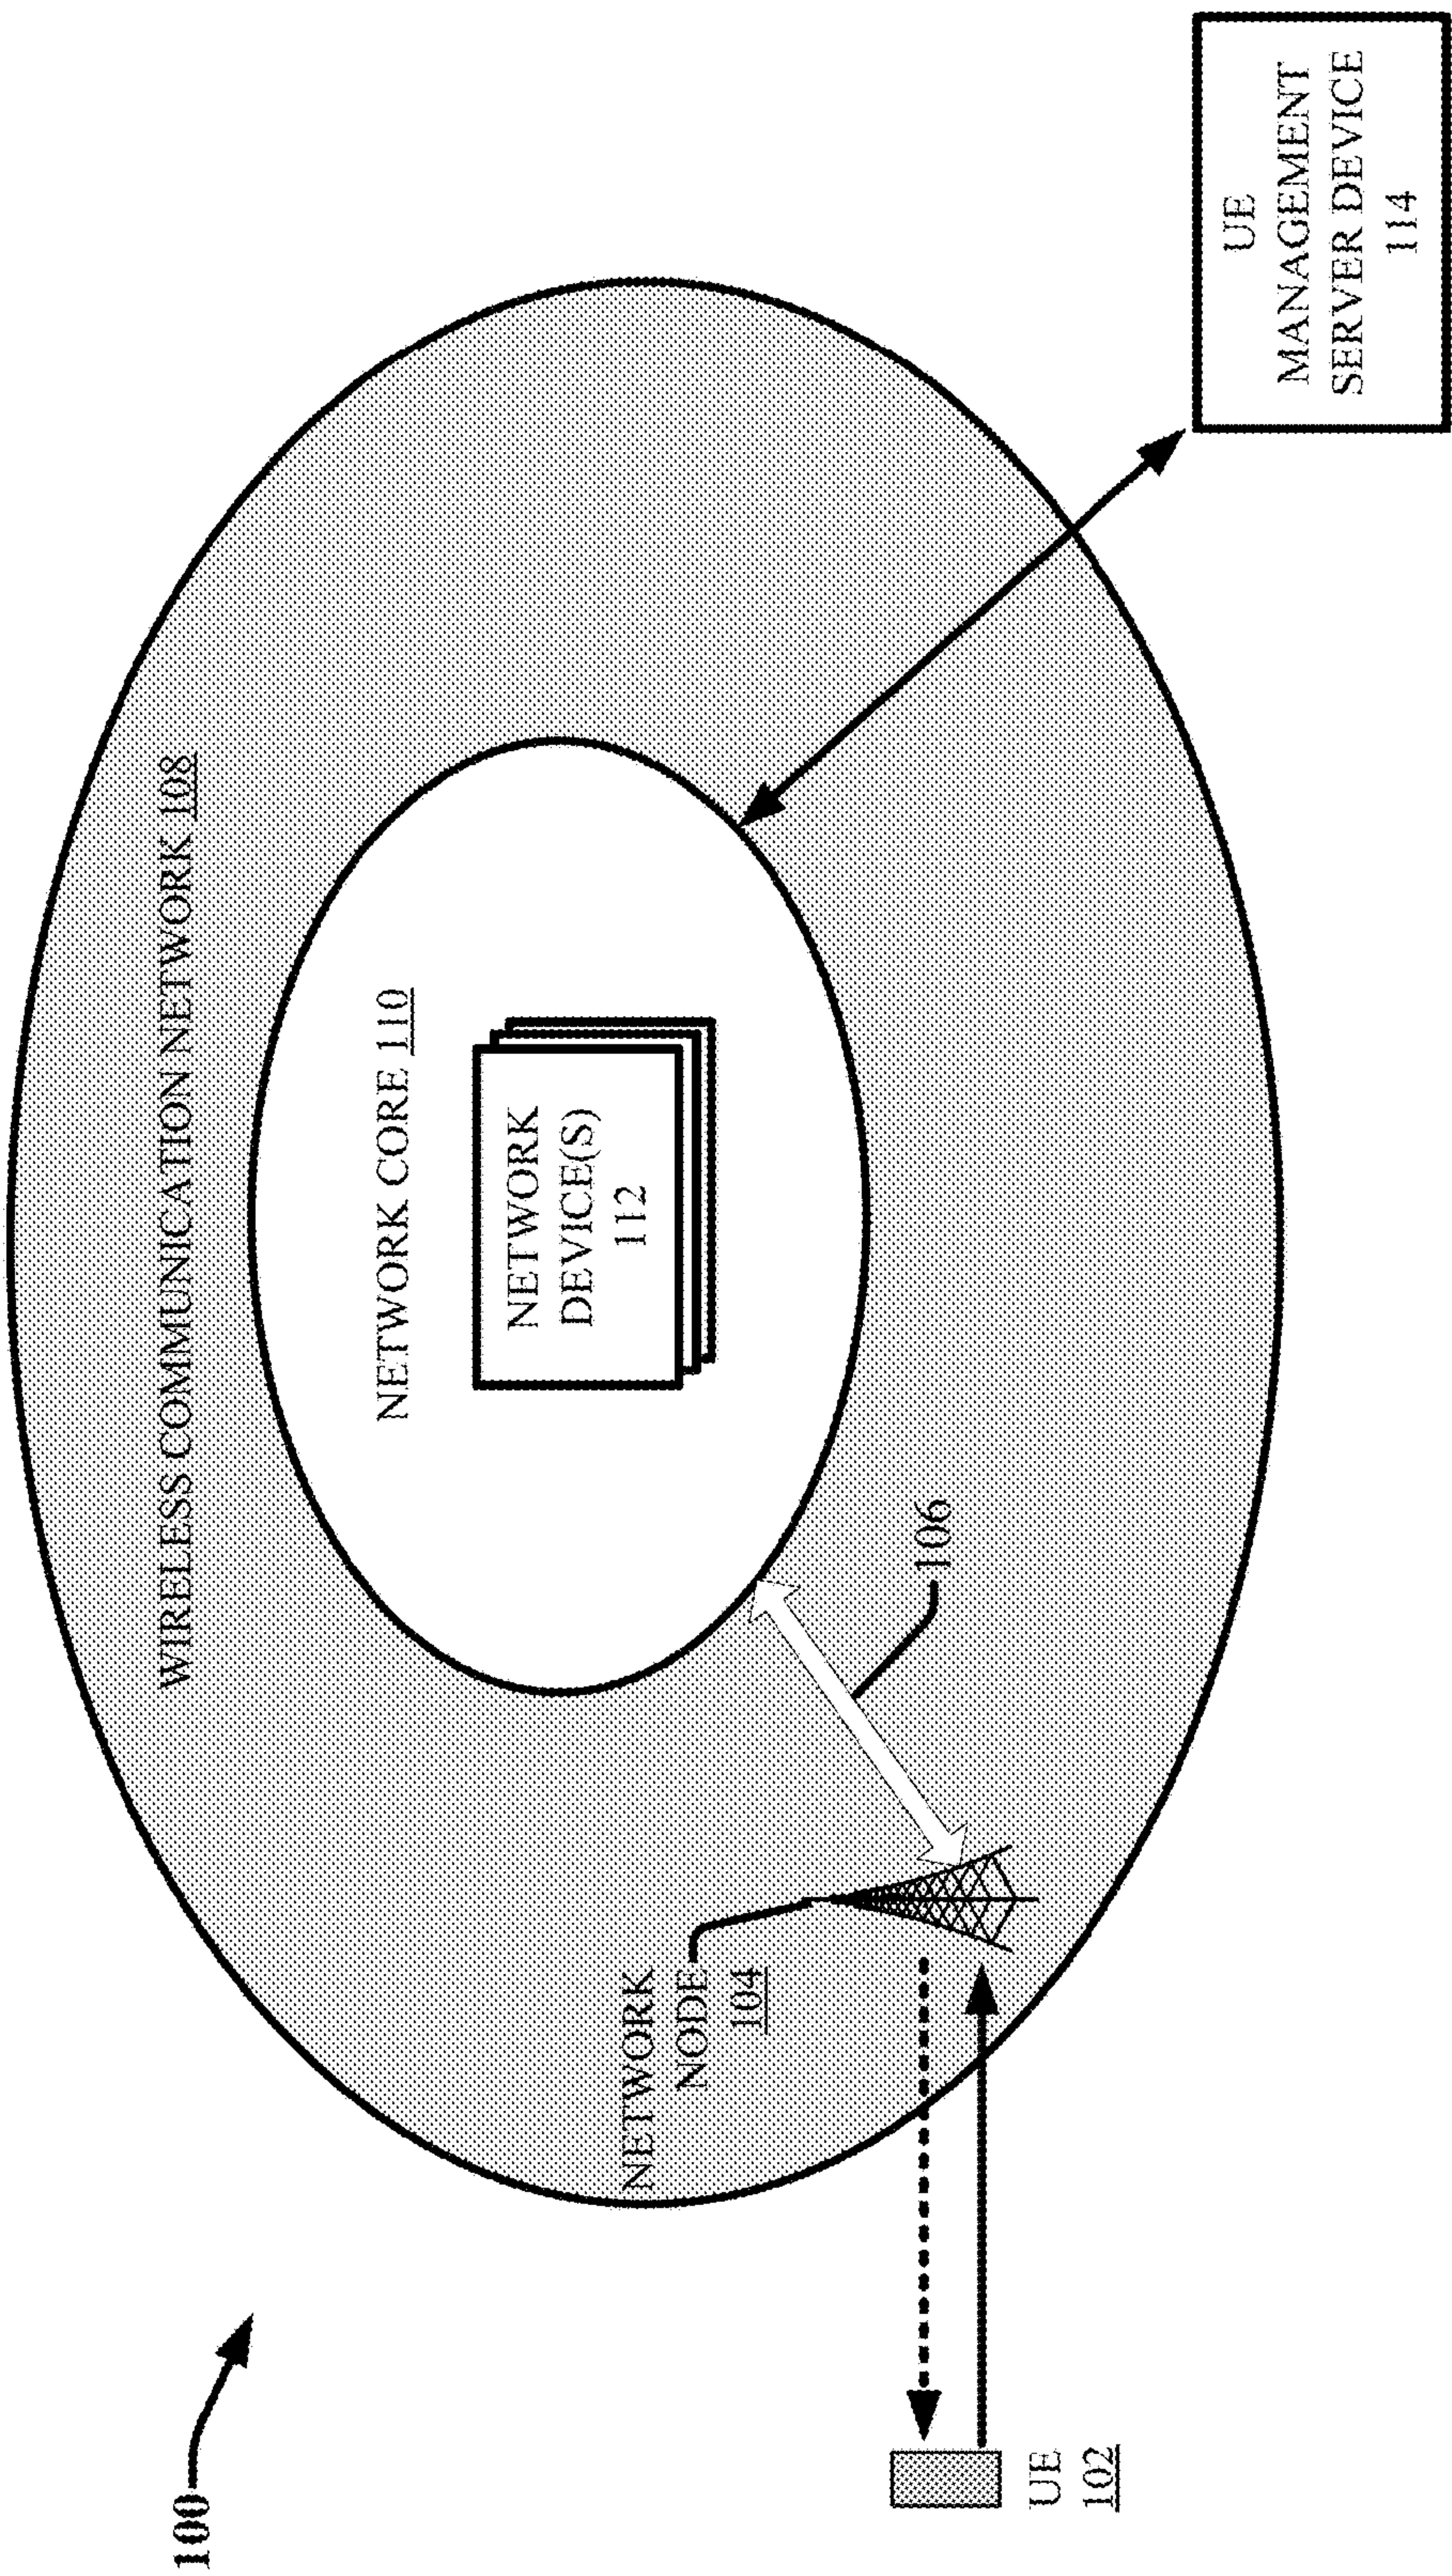 100
WIRELESS COMMUNICATION NETWORK 108
NETWORK CORE 110
NETWORK
DEVICE(S)
112
NETWORK
NODE
104
106
UE
102
UE
MANAGEMENT
SERVER DEVICE
114